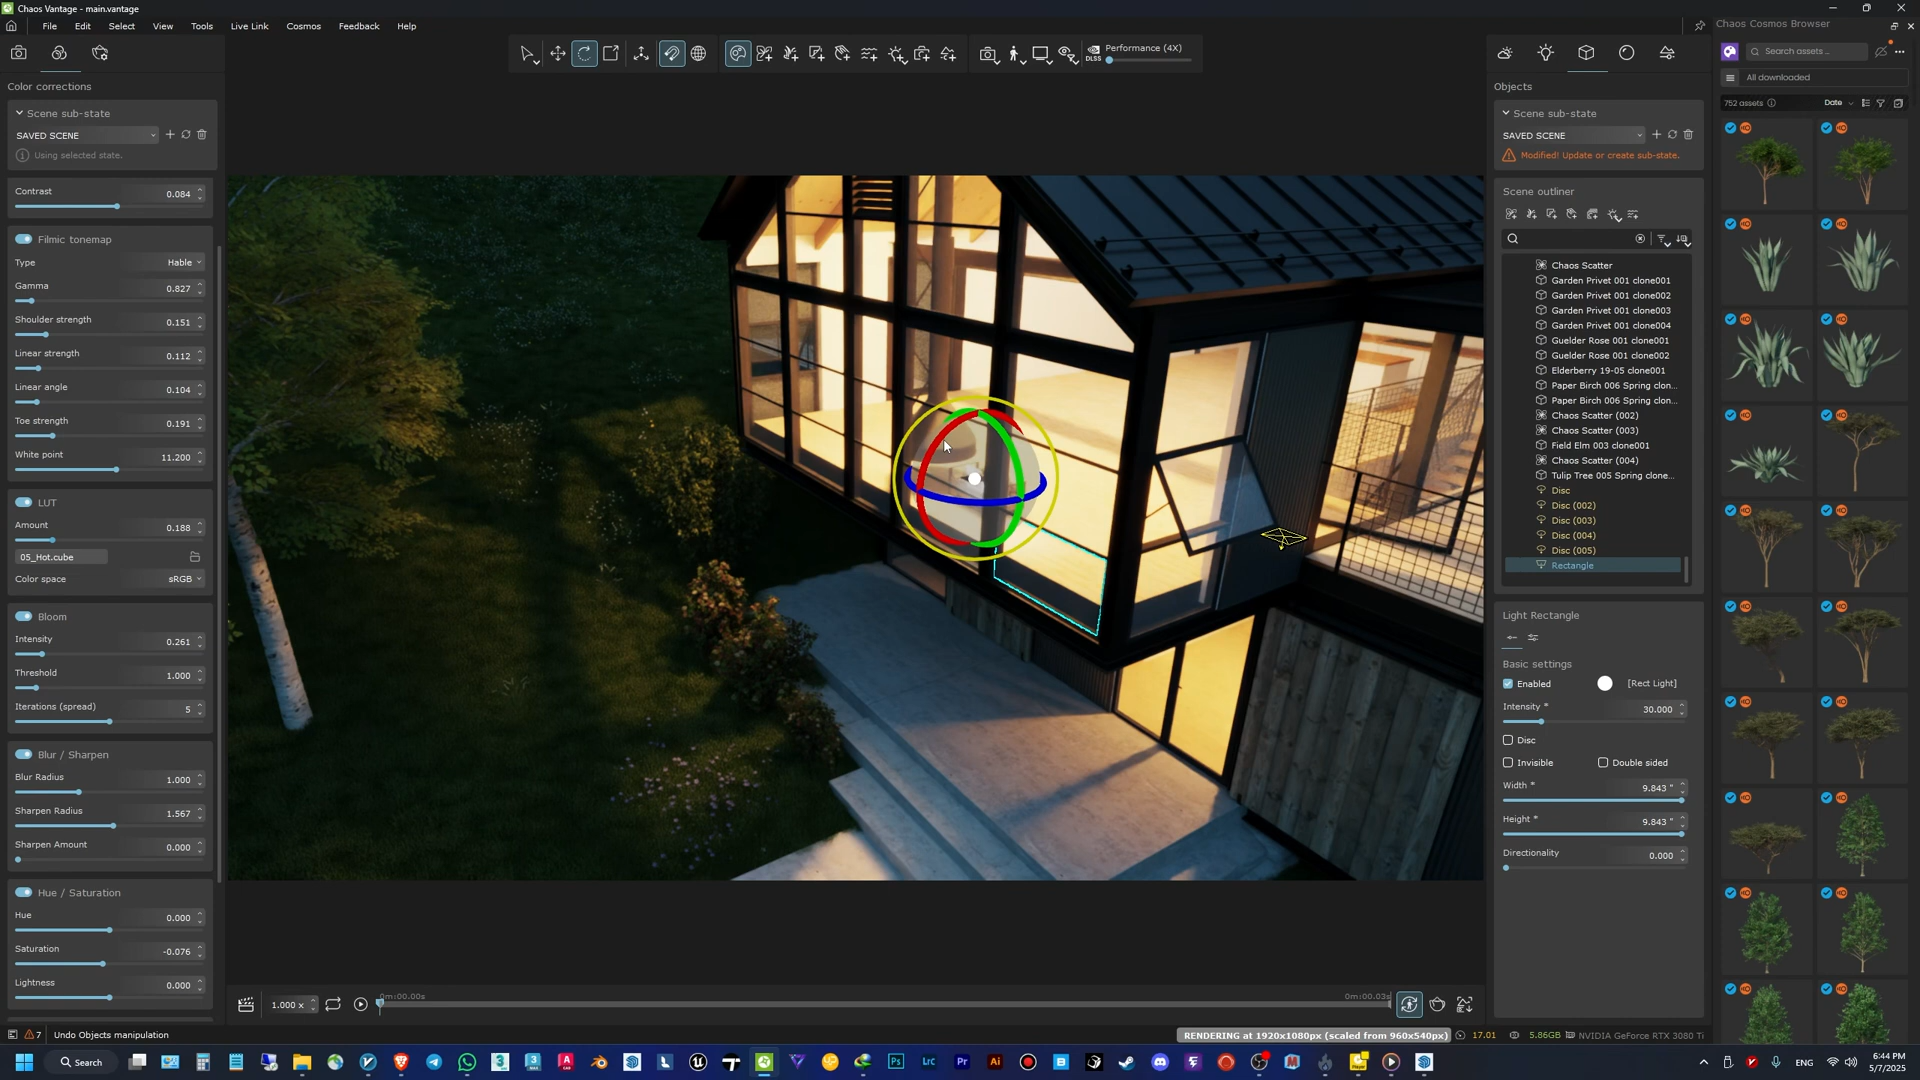 Chaos Vantage - main.vantage
File Edit Select View Tools Live Link Cosmos Feedback Help
Chaos Cosmos Browser
DLSS Performance (4X)
Search assets ...
All downloaded
752 assets Date
Color corrections
Scene sub-state
SAVED SCENE
Using selected state.
Contrast 0.084
Filmic tonemap
Type Hable
Gamma 0.827
Shoulder strength 0.151
Linear strength 0.112
Linear angle 0.104
Toe strength 0.191
White point 11.200
LUT
Amount 0.188
05_Hot.cube
Color space sRGB
Bloom
Intensity 0.261
Threshold 1.000
Iterations (spread) 5
Blur / Sharpen
Blur Radius 1.000
Sharpen Radius 1.567
Sharpen Amount 0.000
Hue / Saturation
Hue 0.000
Saturation -0.076
Lightness 0.000
Objects
Scene sub-state
SAVED SCENE
Modified! Update or create sub-state.
Scene outliner
Chaos Scatter
Garden Privet 001 clone001
Garden Privet 001 clone002
Garden Privet 001 clone003
Garden Privet 001 clone004
Guelder Rose 001 clone001
Guelder Rose 001 clone002
Elderberry 19-05 clone001
Paper Birch 006 Spring clon...
Paper Birch 006 Spring clon...
Chaos Scatter (002)
Chaos Scatter (003)
Field Elm 003 clone001
Chaos Scatter (004)
Tulip Tree 005 Spring clone...
Disc
Disc (002)
Disc (003)
Disc (004)
Disc (005)
Rectangle
Light Rectangle
Basic settings
Enabled [Rect Light]
Intensity * 30.000
Disc
Invisible Double sided
Width * 9.843 "
Height * 9.843 "
Directionality 0.000
1.000 x 0m:00.00s 0m:00.03s
7 Undo Objects manipulation
RENDERING at 1920x1080px (scaled from 960x540px) 17.01 5.86GB NVIDIA GeForce RTX 3080 Ti
Search
Ps LrC Pr Ai
ENG 6:44 PM
5/7/2025